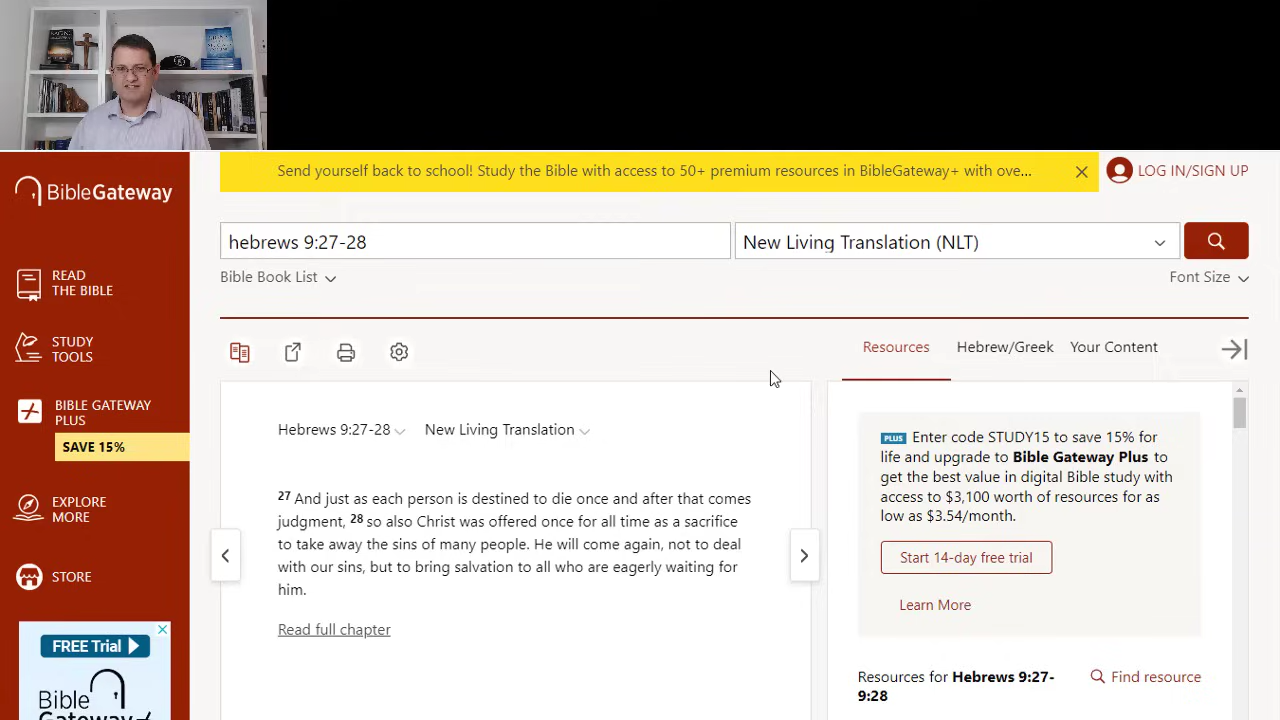 Send yourself back to school! Study the Bible with access to 50+ premium resources in BibleGateway+ with ove...
LOG IN/SIGN UP
BibleGateway
hebrews 9:27-28
New Living Translation (NLT)
Bible Book List
Font Size
READ
THE BIBLE
STUDY
TOOLS
BIBLE GATEWAY
PLUS
SAVE 15%
EXPLORE
MORE
STORE
FREE Trial
Bible
Gateway
Resources
Hebrew/Greek
Your Content
Hebrews 9:27-28
New Living Translation
27 And just as each person is destined to die once and after that comes
judgment, 28 so also Christ was offered once for all time as a sacrifice
to take away the sins of many people. He will come again, not to deal
with our sins, but to bring salvation to all who are eagerly waiting for
him.
Read full chapter
PLUS Enter code STUDY15 to save 15% for
life and upgrade to Bible Gateway Plus to
get the best value in digital Bible study with
access to $3,100 worth of resources for as
low as $3.54/month.
Start 14-day free trial
Learn More
Resources for Hebrews 9:27-
9:28
Find resource